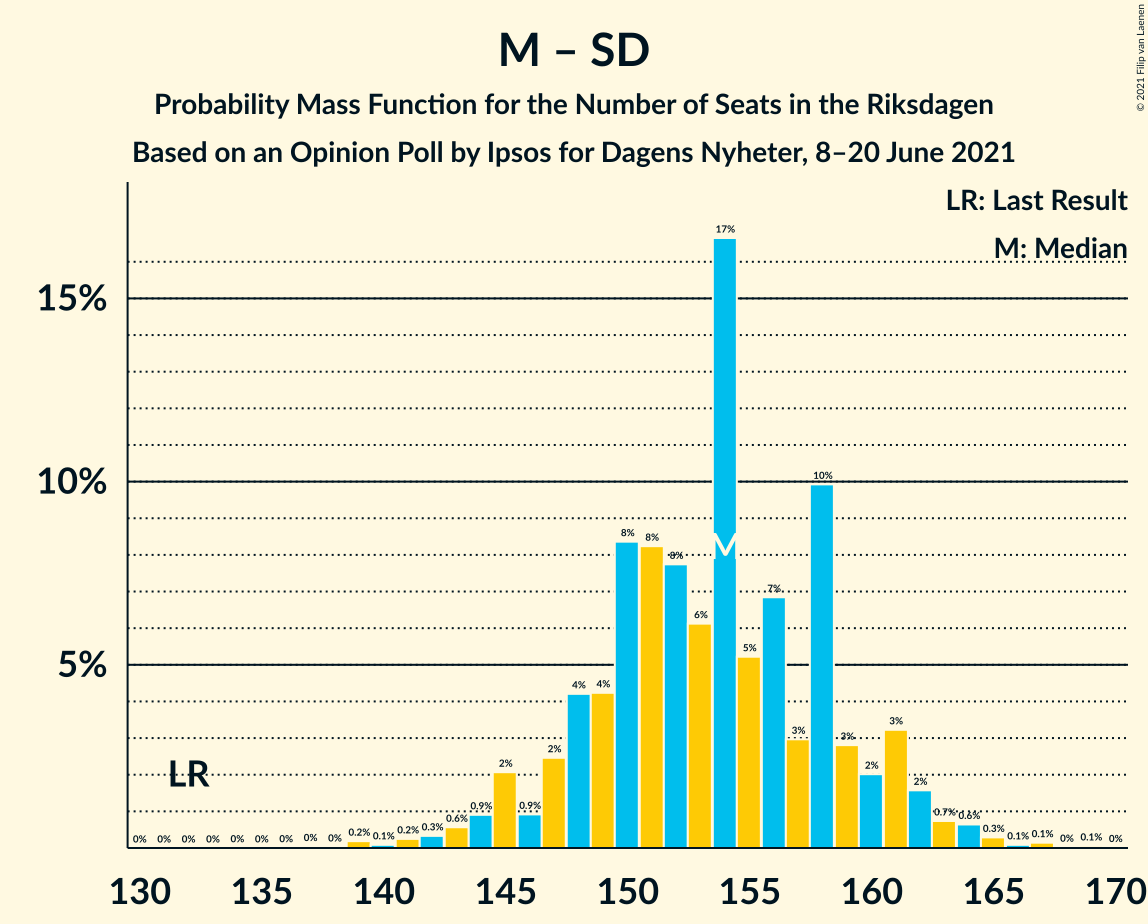 M – SD
Probability Mass Function for the Number of Seats in the Riksdagen
Based on an Opinion Poll by Ipsos for Dagens Nyheter, 8–20 June 2021
© 2021 Filip van Laenen
LR: Last Result
M: Median
15%
10%
5%
LR
M
0% 0% 0% 0% 0% 0% 0% 0% 0% 0.2% 0.1% 0.2% 0.3% 0.6% 0.9% 2% 0.9% 2% 4% 4% 8% 8% 8% 6% 17% 5% 7% 3% 10% 3% 2% 3% 2% 0.7% 0.6% 0.3% 0.1% 0.1% 0% 0.1% 0%
130 135 140 145 150 155 160 165 170